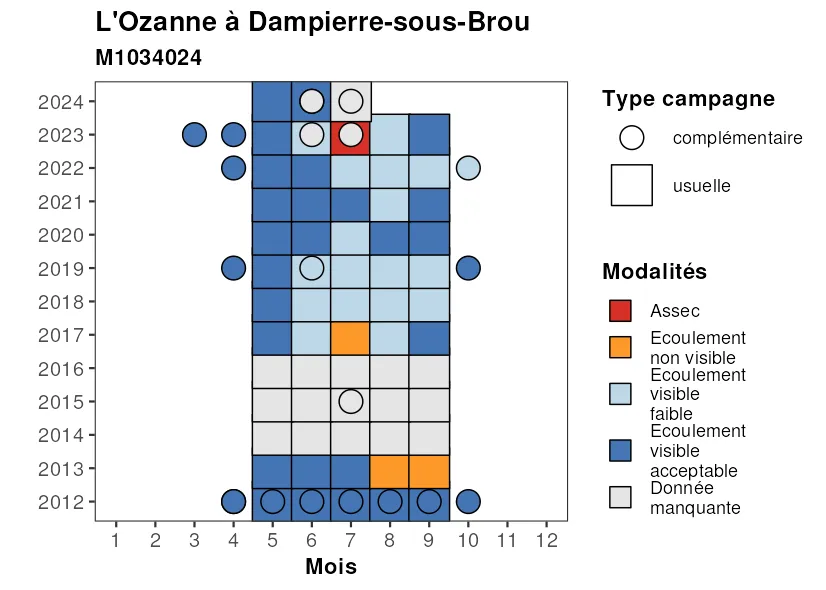 L'Ozanne à Dampierre-sous-Brou
M1034024
2024
2023
2022
2021
2020
2019
2018
2017
2016
2015
2014
2013
2012
1 2 3 4 5 6 7 8 9 10 11 12
Mois
Type campagne
complémentaire
usuelle
Modalités
Assec
Ecoulement
non visible
Ecoulement
visible
faible
Ecoulement
visible
acceptable
Donnée
manquante